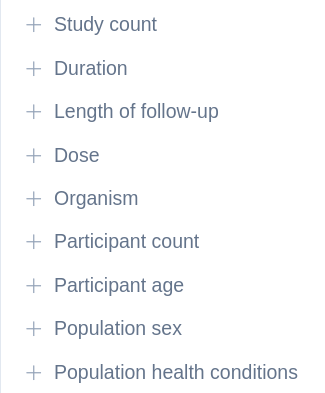 Study count
Duration
Length of follow-up
Dose
Organism
Participant count
Participant age
Population sex
Population health conditions